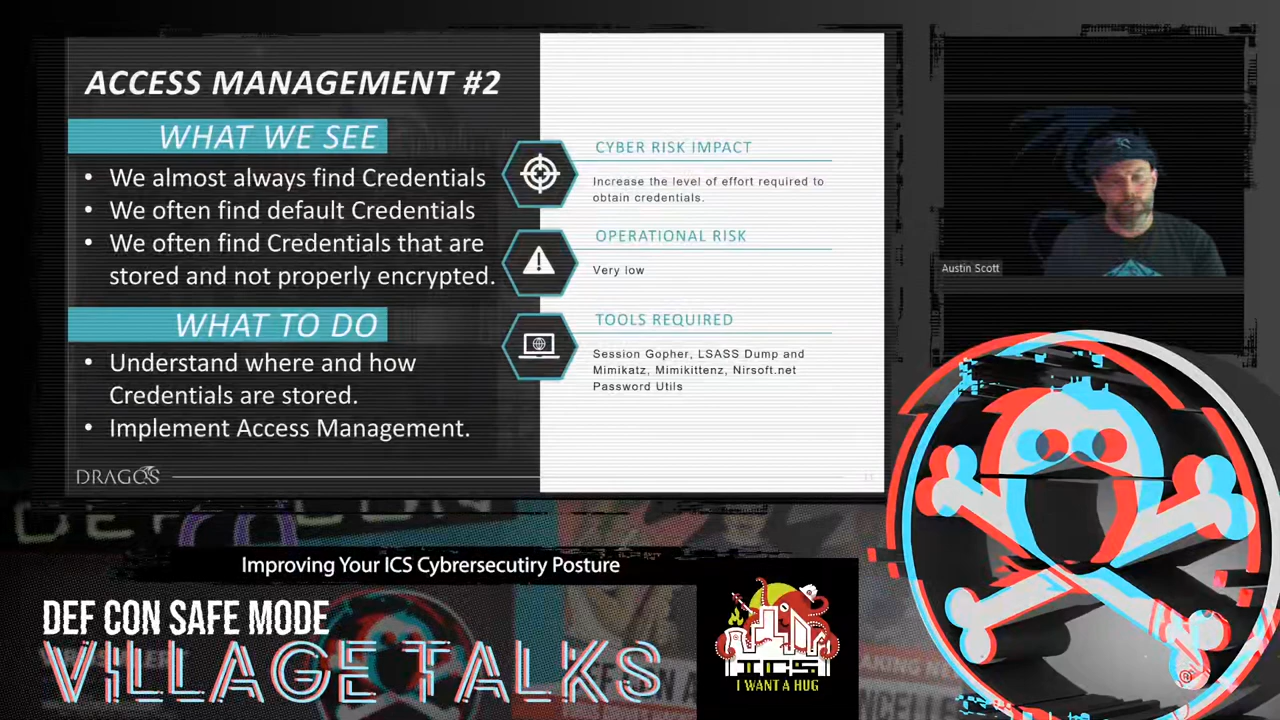 ACCESS MANAGEMENT #2
WHAT WE SEE
• We almost always find Credentials
• We often find default Credentials
• We often find Credentials that are
stored and not properly encrypted.
WHAT TO DO
• Understand where and how
Credentials are stored.
• Implement Access Management.
DRAGOS
CYBER RISK IMPACT
Increase the level of effort required to
obtain credentials.
OPERATIONAL RISK
Very low
TOOLS REQUIRED
Session Gopher, LSASS Dump and
Mimikatz, Mimikittenz, Nirsoft.net
Password Utils
Austin Scott
Improving Your ICS Cybrersecutiry Posture
DEF CON SAFE MODE
VILLAGE TALKS
ICS
I WANT A HUG
DEF CON